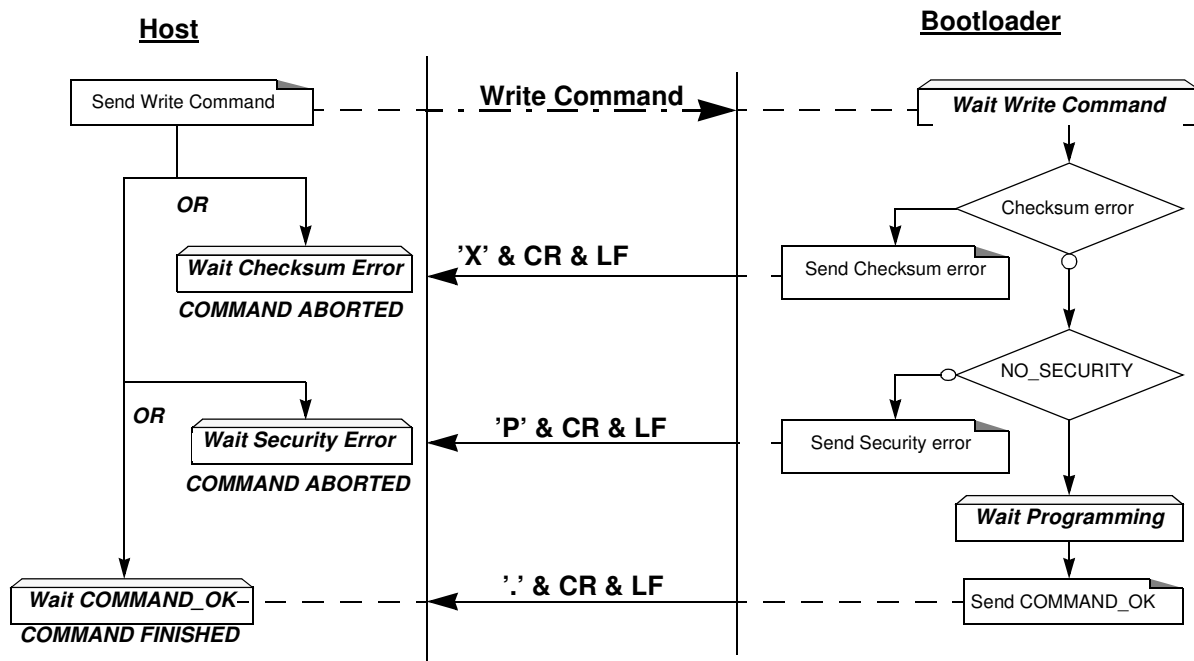 Host
Bootloader
Send Write Command
Write Command
Wait Write Command
OR
Checksum error
Wait Checksum Error
’X’ & CR & LF
Send Checksum error
COMMAND ABORTED
NO_SECURITY
OR
Wait Security Error
’P’ & CR & LF
Send Security error
COMMAND ABORTED
Wait Programming
Wait COMMAND_OK
’.’ & CR & LF
Send COMMAND_OK
COMMAND FINISHED